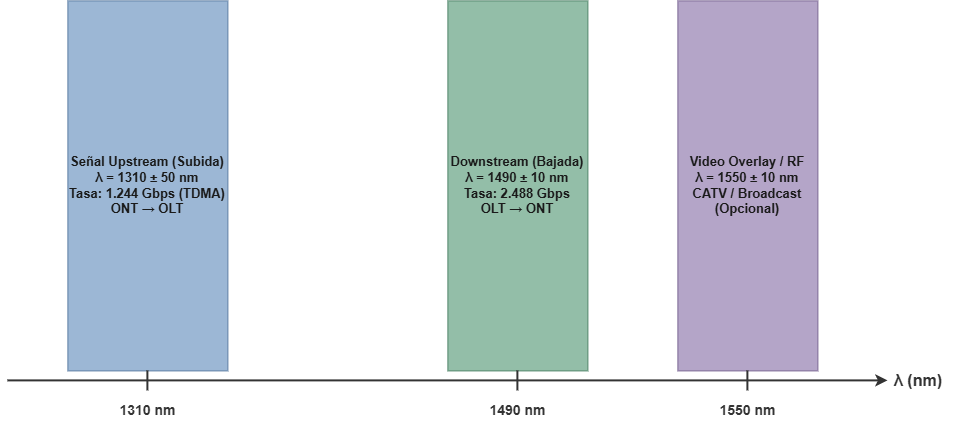 Señal Upstream (Subida)
λ = 1310 ± 50 nm
Tasa: 1.244 Gbps (TDMA)
ONT → OLT
Downstream (Bajada)
λ = 1490 ± 10 nm
Tasa: 2.488 Gbps
OLT → ONT
Video Overlay / RF
λ = 1550 ± 10 nm
CATV / Broadcast
(Opcional)
λ (nm)
1310 nm
1490 nm
1550 nm